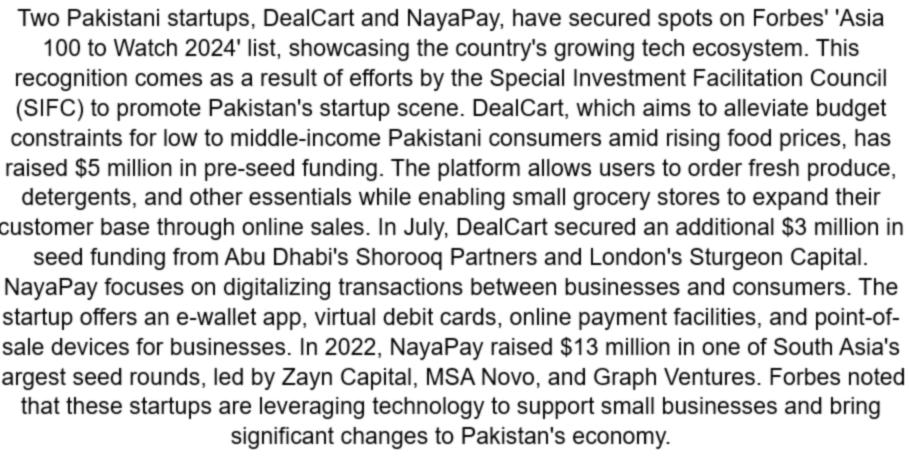 Two Pakistani startups, DealCart and NayaPay, have secured spots on Forbes' 'Asia
100 to Watch 2024' list, showcasing the country's growing tech ecosystem. This
recognition comes as a result of efforts by the Special Investment Facilitation Council
(SIFC) to promote Pakistan's startup scene. DealCart, which aims to alleviate budget
constraints for low to middle-income Pakistani consumers amid rising food prices, has
raised $5 million in pre-seed funding. The platform allows users to order fresh produce,
detergents, and other essentials while enabling small grocery stores to expand their
customer base through online sales. In July, DealCart secured an additional $3 million in
seed funding from Abu Dhabi's Shorooq Partners and London's Sturgeon Capital.
NayaPay focuses on digitalizing transactions between businesses and consumers. The
startup offers an e-wallet app, virtual debit cards, online payment facilities, and point-of-
sale devices for businesses. In 2022, NayaPay raised $13 million in one of South Asia's
argest seed rounds, led by Zayn Capital, MSA Novo, and Graph Ventures. Forbes noted
that these startups are leveraging technology to support small businesses and bring
significant changes to Pakistan's economy.